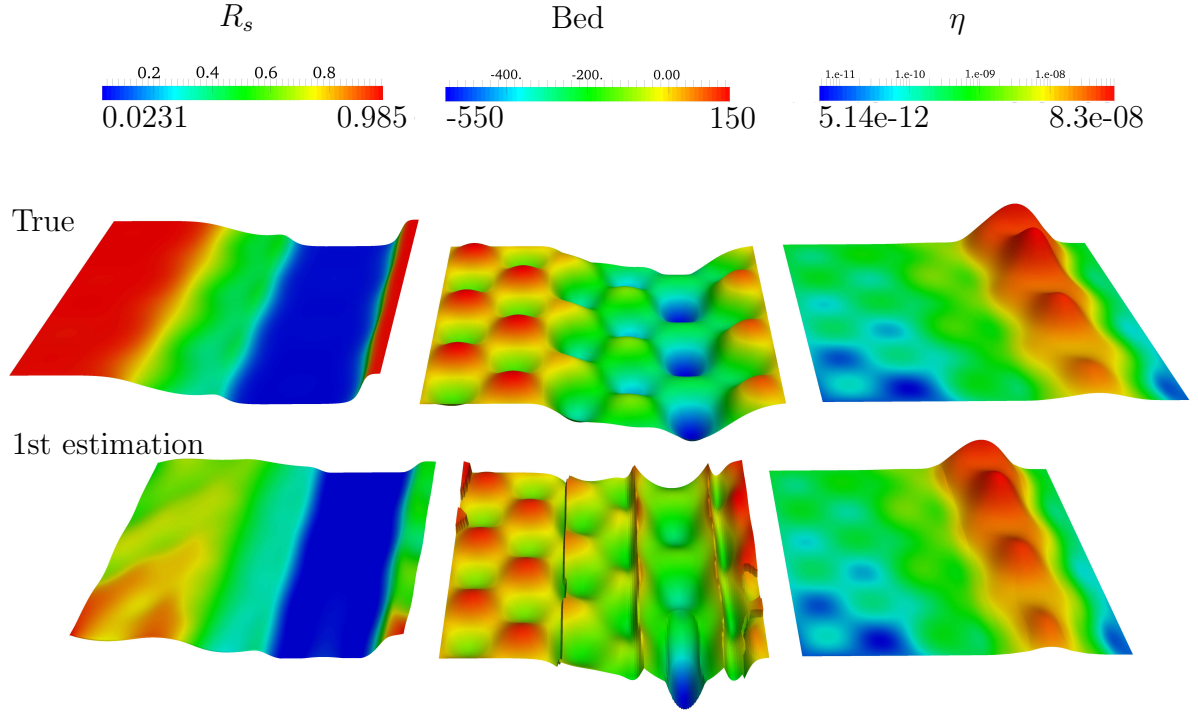 R_s Bed η
0.2 0.4 0.6 0.8 -400. -200. 0.00 1.e-11 1.e-10 1.e-09 1.e-08
0.0231 0.985 -550 150 5.14e-12 8.3e-08
True
1st estimation